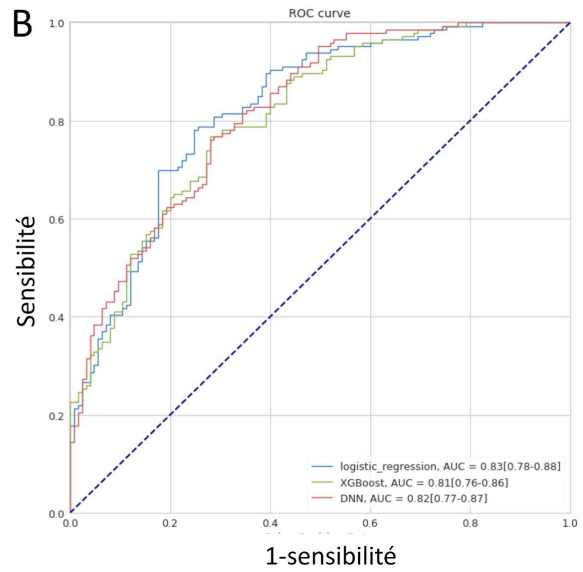 B
ROC curve
1.0
0.8
0.6
0.4
0.2
0.0
Sensibilité
logistic_regression, AUC = 0.83[0.78-0.88]
XGBoost, AUC = 0.81[0.76-0.86]
DNN, AUC = 0.82[0.77-0.87]
0.0 0.2 0.4 0.6 0.8 1.0
1-sensibilité